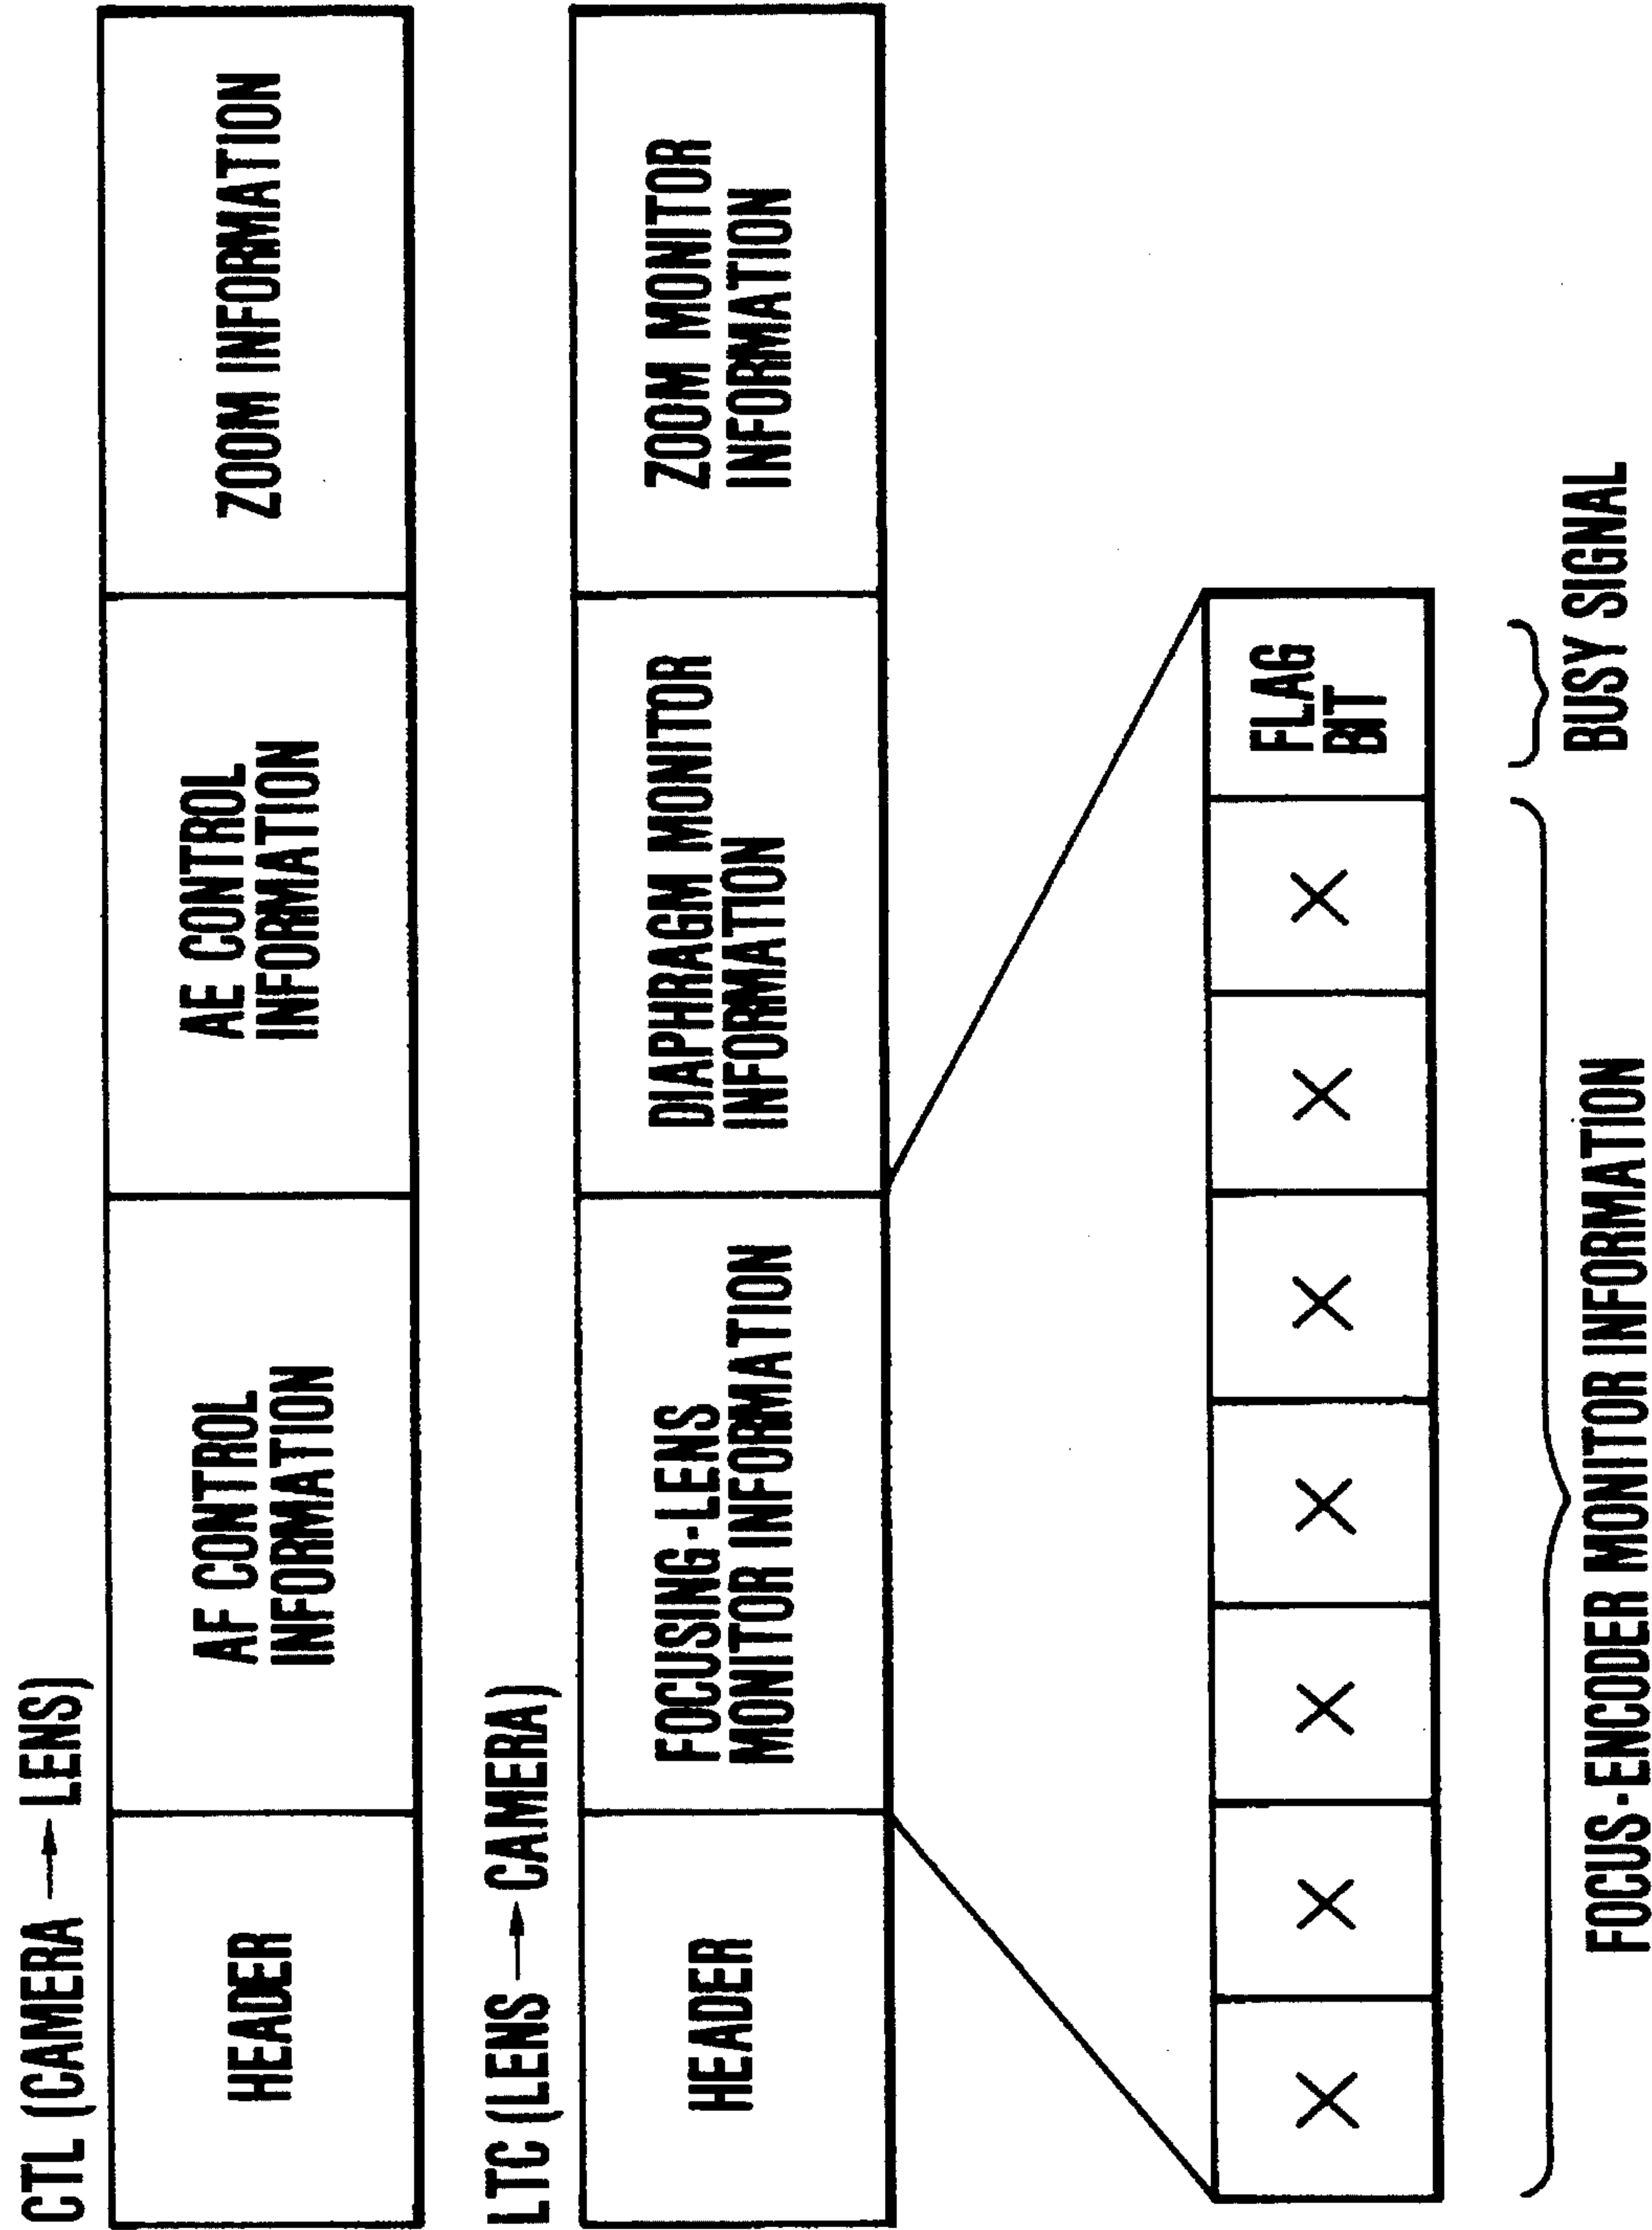 CTL (CAMERA → LENS)
HEADER
AF CONTROL
INFORMATION
AE CONTROL
INFORMATION
ZOOM INFORMATION
LTC (LENS → CAMERA)
HEADER
FOCUSING-LENS
MONITOR INFORMATION
DIAPHRAGM MONITOR
INFORMATION
ZOOM MONITOR
INFORMATION
X X X X X X X
FLAG
BIT
FOCUS-ENCODER MONITOR INFORMATION
BUSY SIGNAL